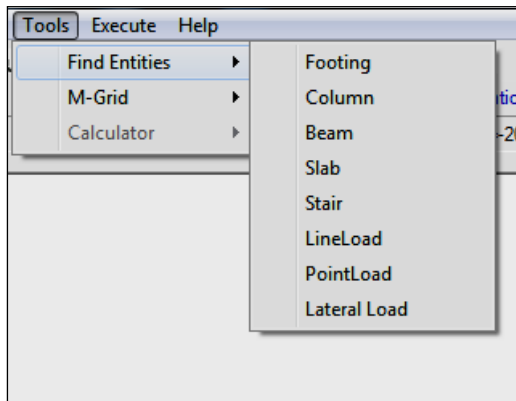 Tools Execute Help
Find Entities
M-Grid
Calculator
Footing
Column
Beam
Slab
Stair
LineLoad
PointLoad
Lateral Load